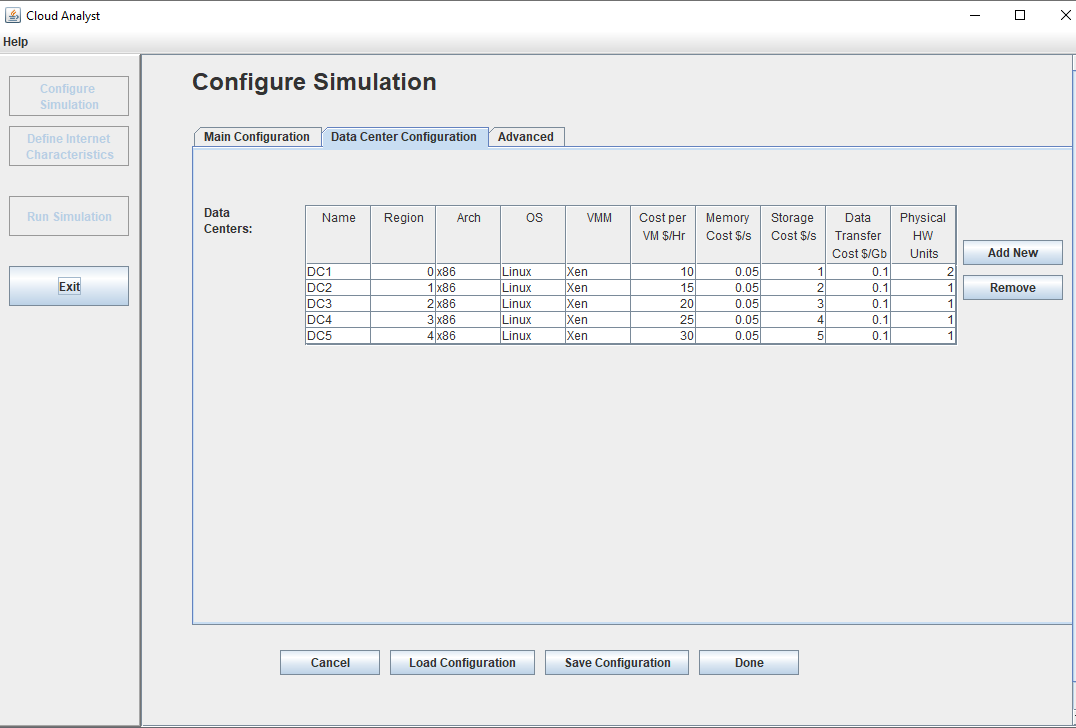 Cloud Analyst
Help
Configure
Simulation
Define Internet
Characteristics
Run Simulation
Exit
Configure Simulation
Main Configuration Data Center Configuration Advanced
Data
Centers:
Name Region Arch OS VMM Cost per Memory Storage Data Physical
VM $/Hr Cost $/s Cost $/s Transfer HW
Cost $/Gb Units
DC1 0 x86 Linux Xen 10 0.05 1 0.1 2
DC2 1 x86 Linux Xen 15 0.05 2 0.1 1
DC3 2 x86 Linux Xen 20 0.05 3 0.1 1
DC4 3 x86 Linux Xen 25 0.05 4 0.1 1
DC5 4 x86 Linux Xen 30 0.05 5 0.1 1
Add New
Remove
Cancel Load Configuration Save Configuration Done